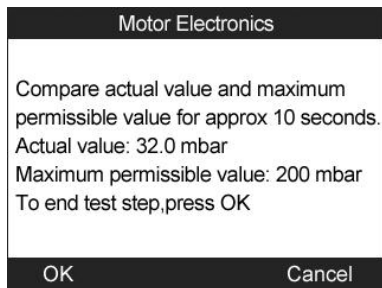 Motor Electronics
Compare actual value and maximum
permissible value for approx 10 seconds.
Actual value: 32.0 mbar
Maximum permissible value: 200 mbar
To end test step,press OK
OK Cancel